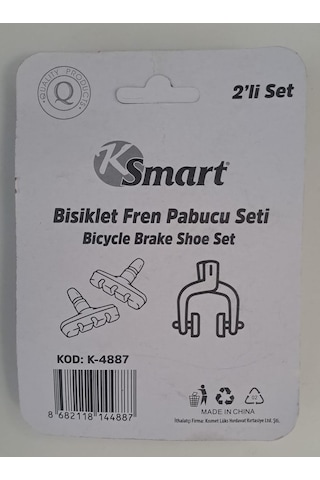 QUALITY PRODUCTS
Q
2'li Set
KSmart
Bisiklet Fren Pabucu Seti
Bicycle Brake Shoe Set
KOD: K-4887
8 682118 144887
MADE IN CHINA